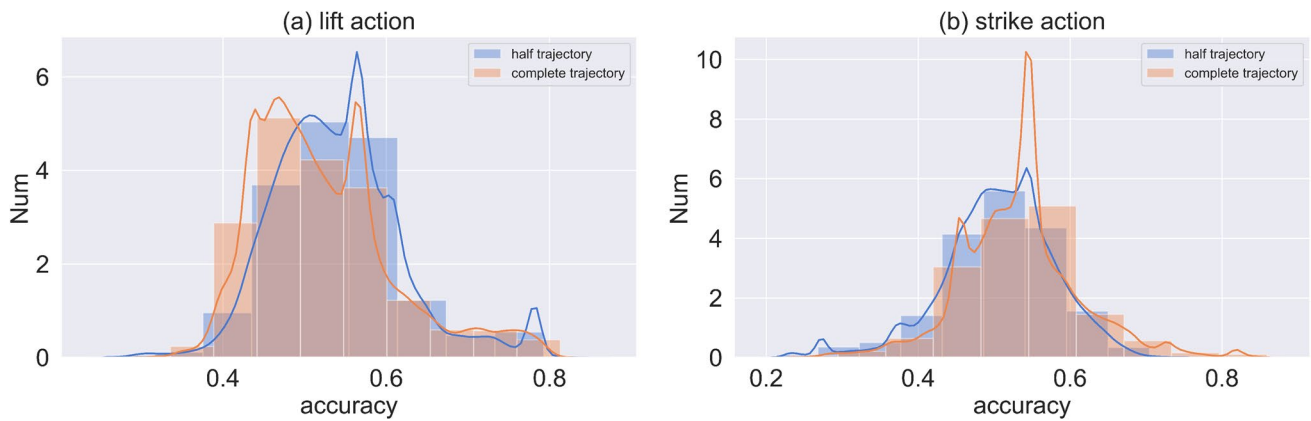 (a) lift action
half trajectory
complete trajectory
Num
6
4
2
0
0.4 0.6 0.8
accuracy
(b) strike action
half trajectory
complete trajectory
Num
10
8
6
4
2
0
0.2 0.4 0.6 0.8
accuracy